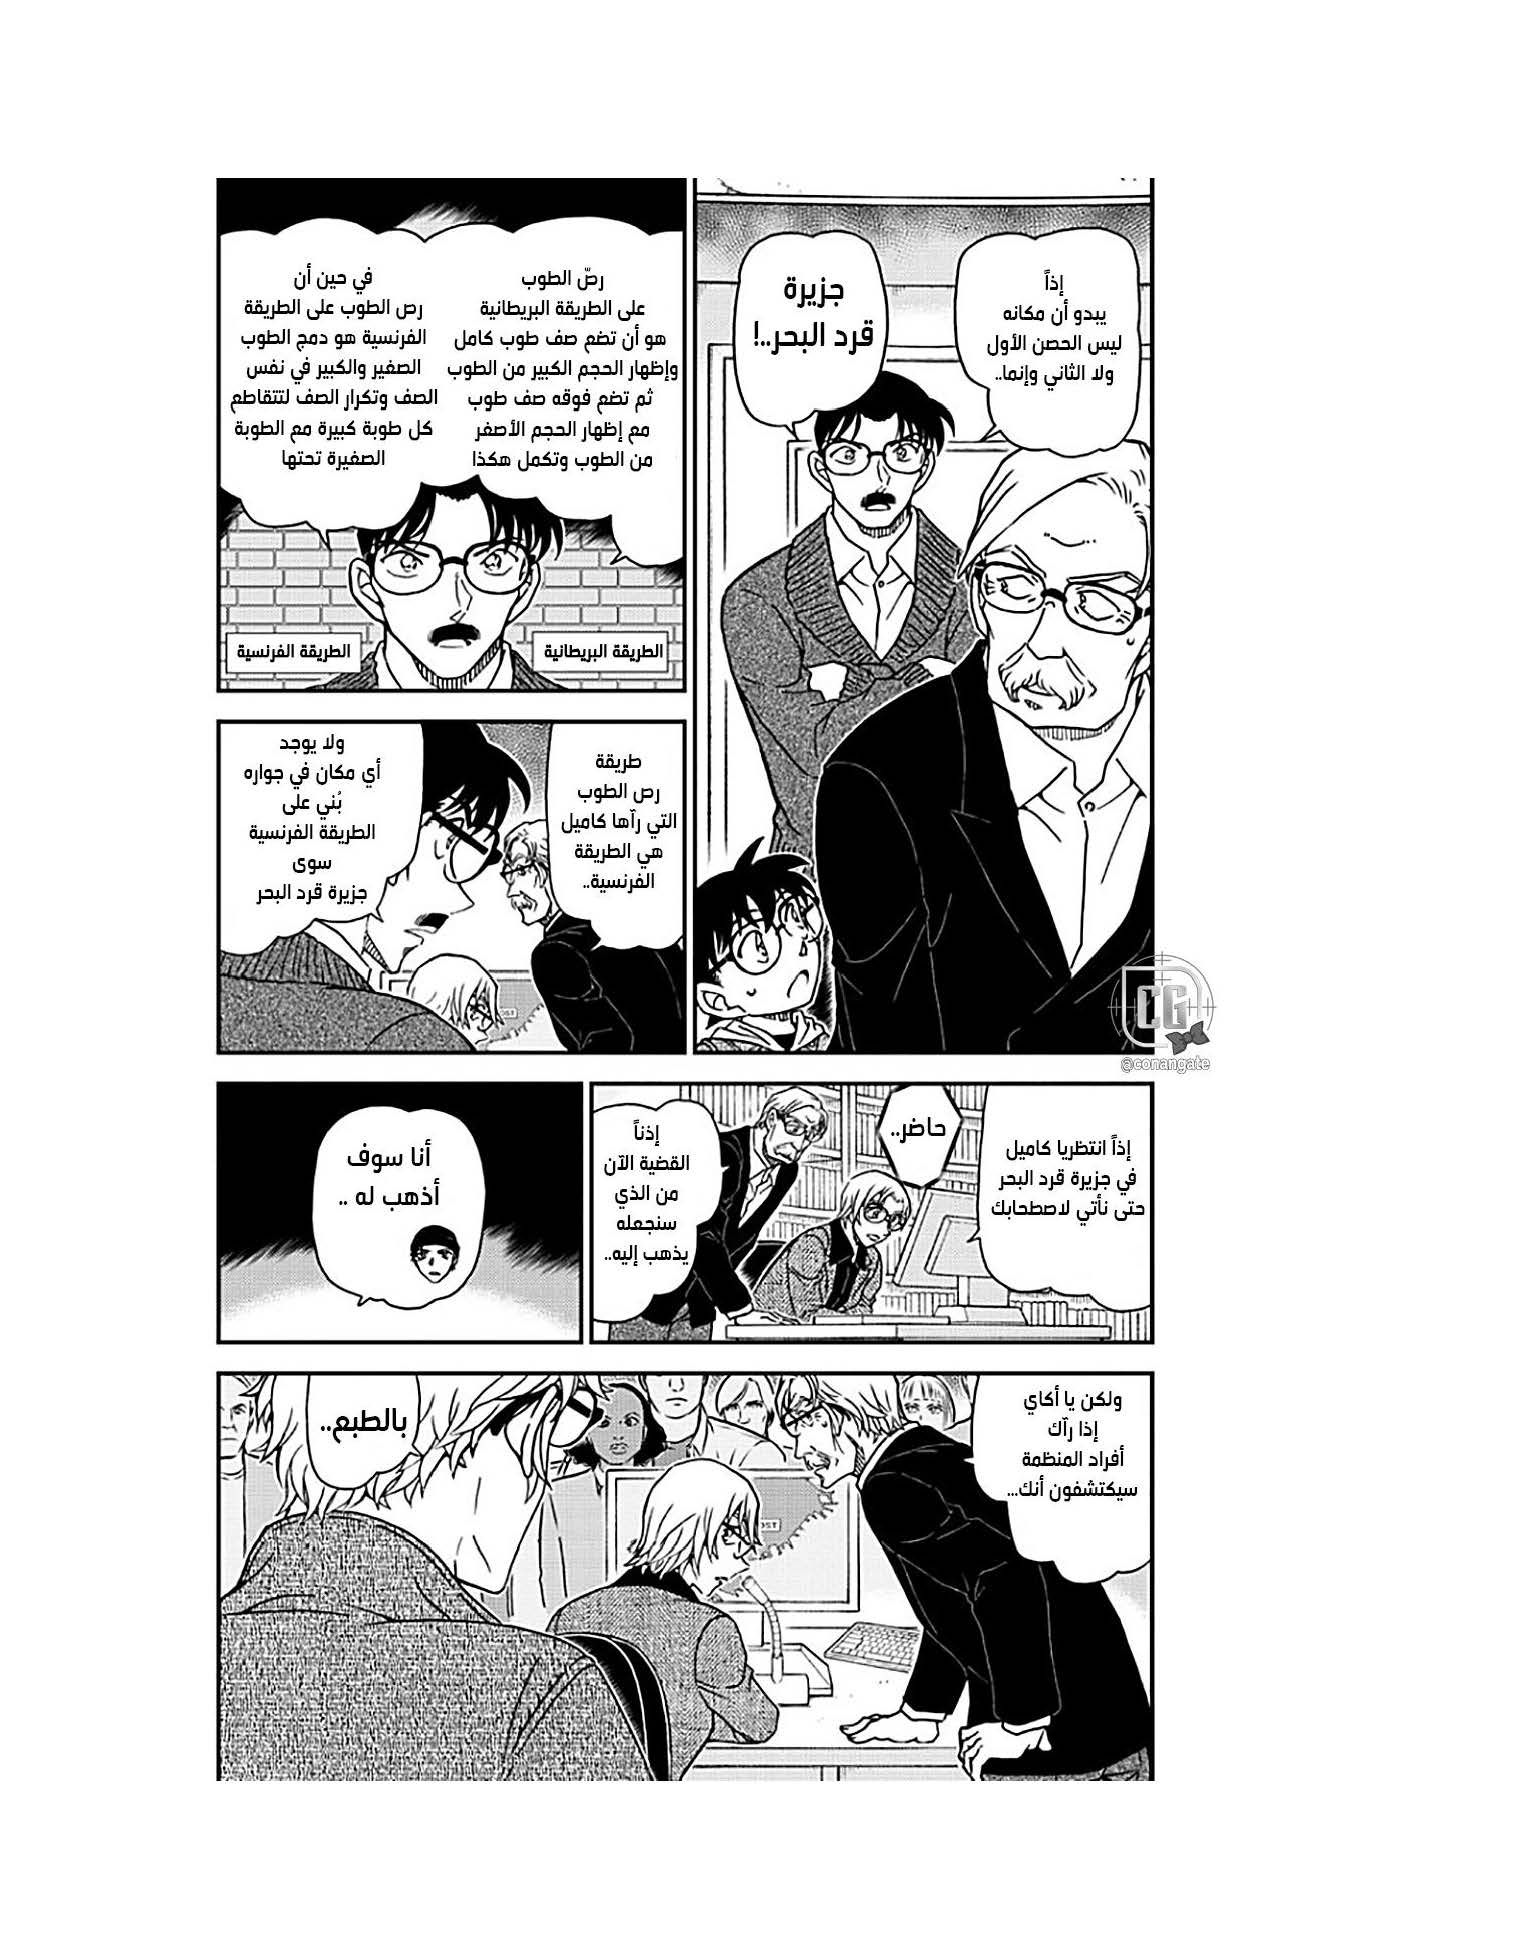 إذاً
يبدو أن مكانه
ليس الحصن الأول
ولا الثاني وإنما..
جزيرة
قرد البحر..!
رصّ الطوب
على الطريقة البريطانية
هو أن تضع صف طوب كامل
وإظهار الحجم الكبير من الطوب
ثم تضع فوقه صف طوب
مع إظهار الحجم الأصغر
من الطوب وتكمل هكذا
في حين أن
رص الطوب على الطريقة
الفرنسية هو دمج الطوب
الصغير والكبير في نفس
الصف وتكرار الصف لتتقاطع
كل طوبة كبيرة مع الطوبة
الصغيرة تحتها
الطريقة البريطانية
الطريقة الفرنسية
طريقة
رص الطوب
التي رآها كاميل
هي الطريقة
الفرنسية..
ولا يوجد
أي مكان في جواره
بُني على
الطريقة الفرنسية
سوى
جزيرة قرد البحر
OST
CG
@conangate
إذاً انتظريا كاميل
في جزيرة قرد البحر
حتى نأتي لاصطحابك
حاضر..
إذناً
القضية الآن
من الذي
سنجعله
يذهب إليه..
أنا سوف
أذهب له ..
ولكن يا أكاي
إذا رآك
أفراد المنظمة
سيكتشفون أنك...
بالطبع..
OST